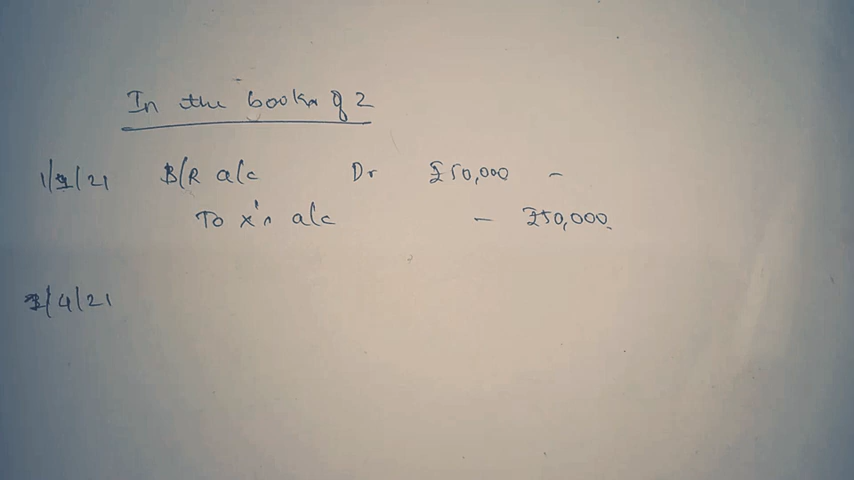 In the books of Z
1/1/21 B/R a/c Dr £50,000 -
To X's a/c - £50,000
/4/21